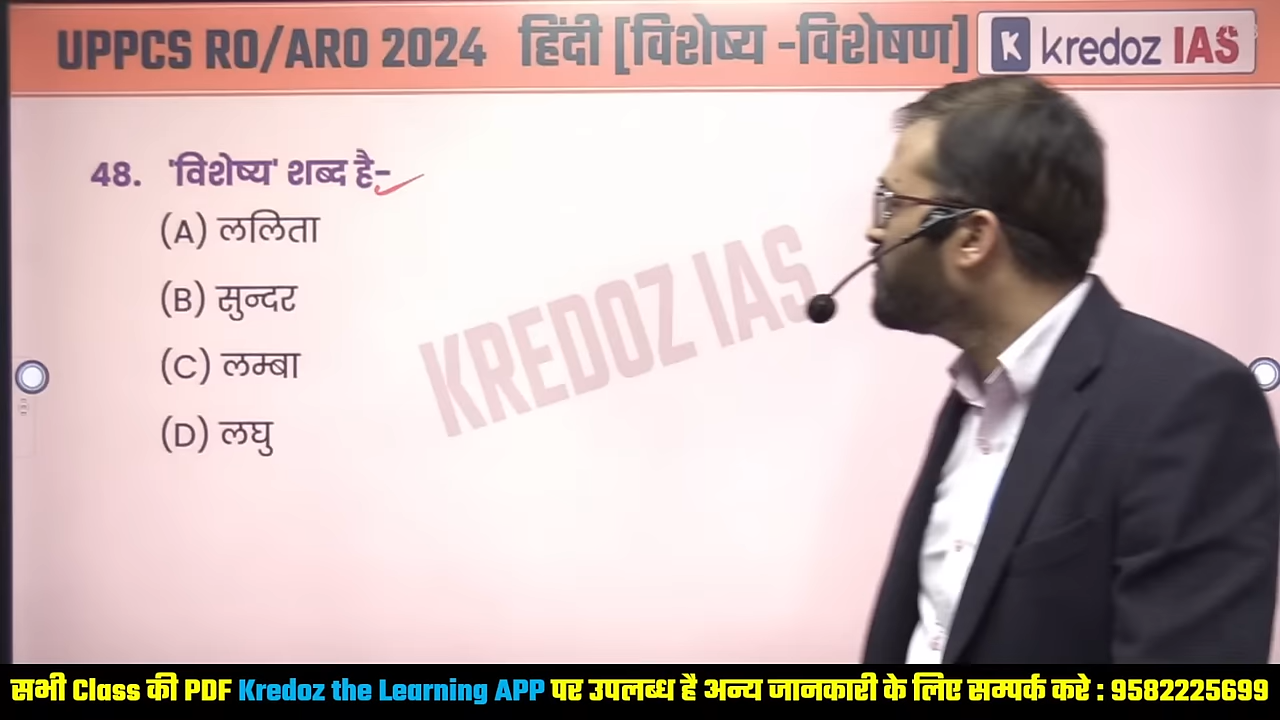 UPPCS RO/ARO 2024 हिंदी [विशेष्य -विशेषण]
K kredoz IAS
48. 'विशेष्य' शब्द है-
(A) ललिता
(B) सुन्दर
(C) लम्बा
(D) लघु
KREDOZ IAS
सभी Class की PDF Kredoz the Learning APP पर उपलब्ध है अन्य जानकारी के लिए सम्पर्क करे : 9582225699